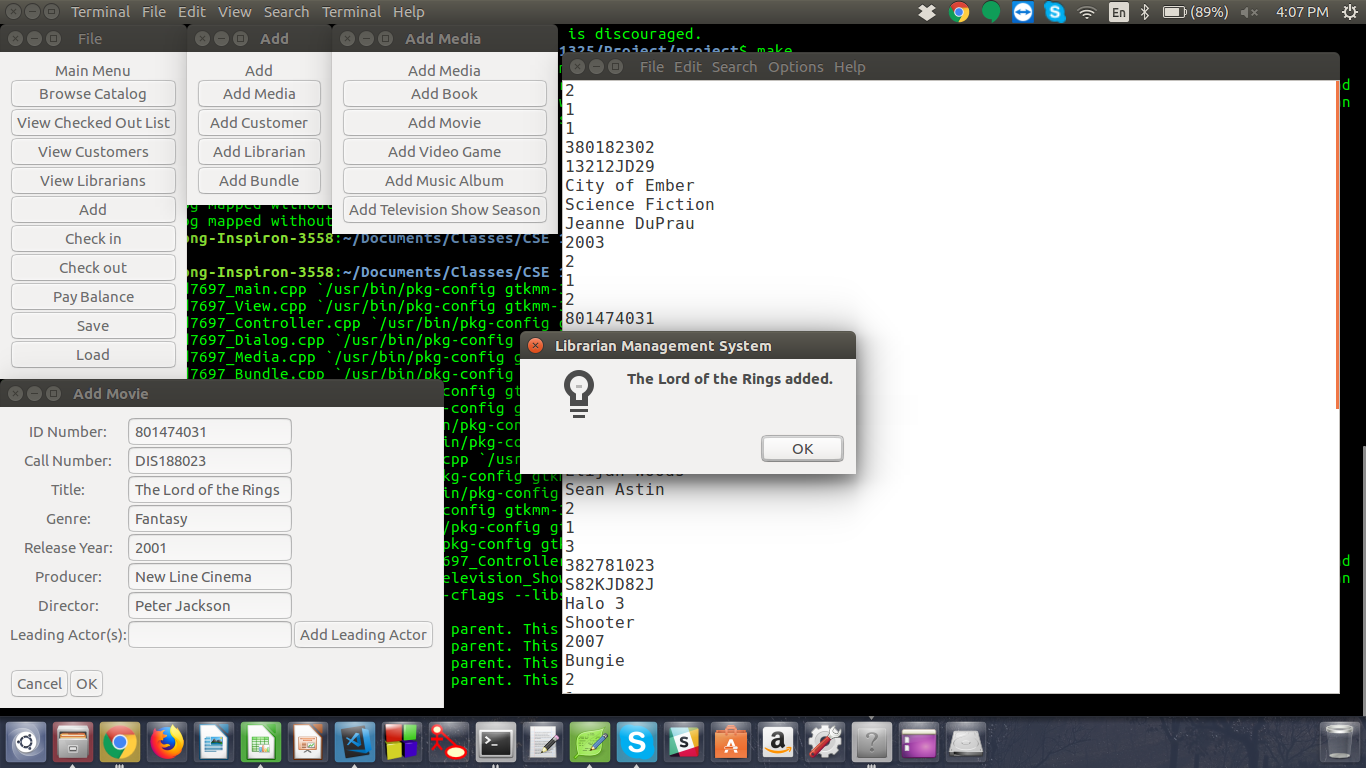 Terminal File Edit View Search Terminal Help
En (89%) 4:07 PM
File
Main Menu
Browse Catalog
View Checked Out List
View Customers
View Librarians
Add
Check in
Check out
Pay Balance
Save
Load
Add
Add
Add Media
Add Customer
Add Librarian
Add Bundle
Add Media
Add Media
Add Book
Add Movie
Add Video Game
Add Music Album
Add Television Show Season
is discouraged.
1325/Project/project$ make
mapped without
mapped without
ong-Inspiron-3558:~/Documents/Classes/CSE
ong-Inspiron-3558:~/Documents/Classes/CSE
7697_main.cpp `/usr/bin/pkg-config gtkmm-
7697_View.cpp `/usr/bin/pkg-config gtkmm-
7697_Controller.cpp `/usr/bin/pkg-config g
7697_Dialog.cpp `/usr/bin/pkg-config gtkmm
7697_Media.cpp `/usr/bin/pkg-config gtkmm
7697_Bundle.cpp `/usr/bin/pkg-config gtkm
697_Controller
elevision_Show
-cflags --libs
parent. This
parent. This
parent. This
parent. This
File Edit Search Options Help
2
1
1
380182302
13212JD29
City of Ember
Science Fiction
Jeanne DuPrau
2003
2
1
2
801474031
Sean Astin
2
1
3
382781023
S82KJD82J
Halo 3
Shooter
2007
Bungie
2
Librarian Management System
The Lord of the Rings added.
OK
Add Movie
ID Number: 801474031
Call Number: DIS188023
Title: The Lord of the Rings
Genre: Fantasy
Release Year: 2001
Producer: New Line Cinema
Director: Peter Jackson
Leading Actor(s): Add Leading Actor
Cancel OK